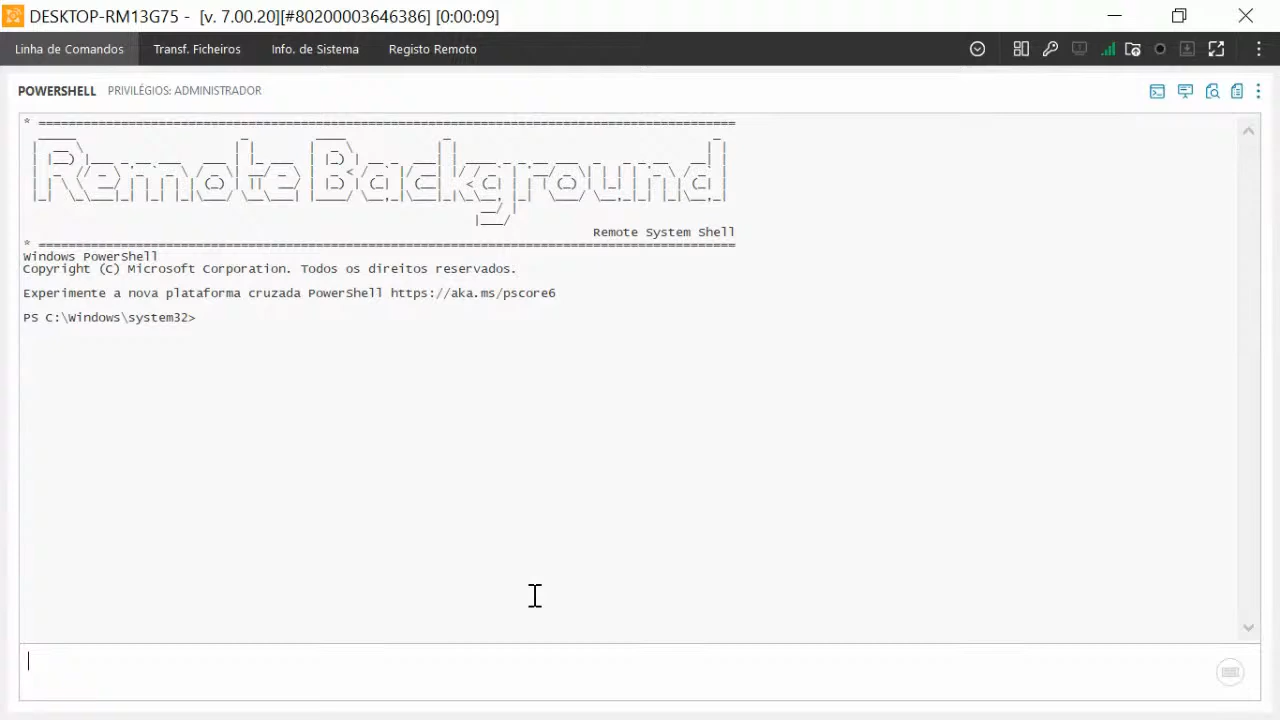 DESKTOP-RM13G75 - [v. 7.00.20][#80200003646386] [0:00:09]
Linha de Comandos Transf. Ficheiros Info. de Sistema Registo Remoto
POWERSHELL PRIVILÉGIOS: ADMINISTRADOR
* ==============================================================================================
Remote Background
Remote System Shell
* ==============================================================================================
Windows PowerShell
Copyright (C) Microsoft Corporation. Todos os direitos reservados.
Experimente a nova plataforma cruzada PowerShell https://aka.ms/pscore6
PS C:\Windows\system32>